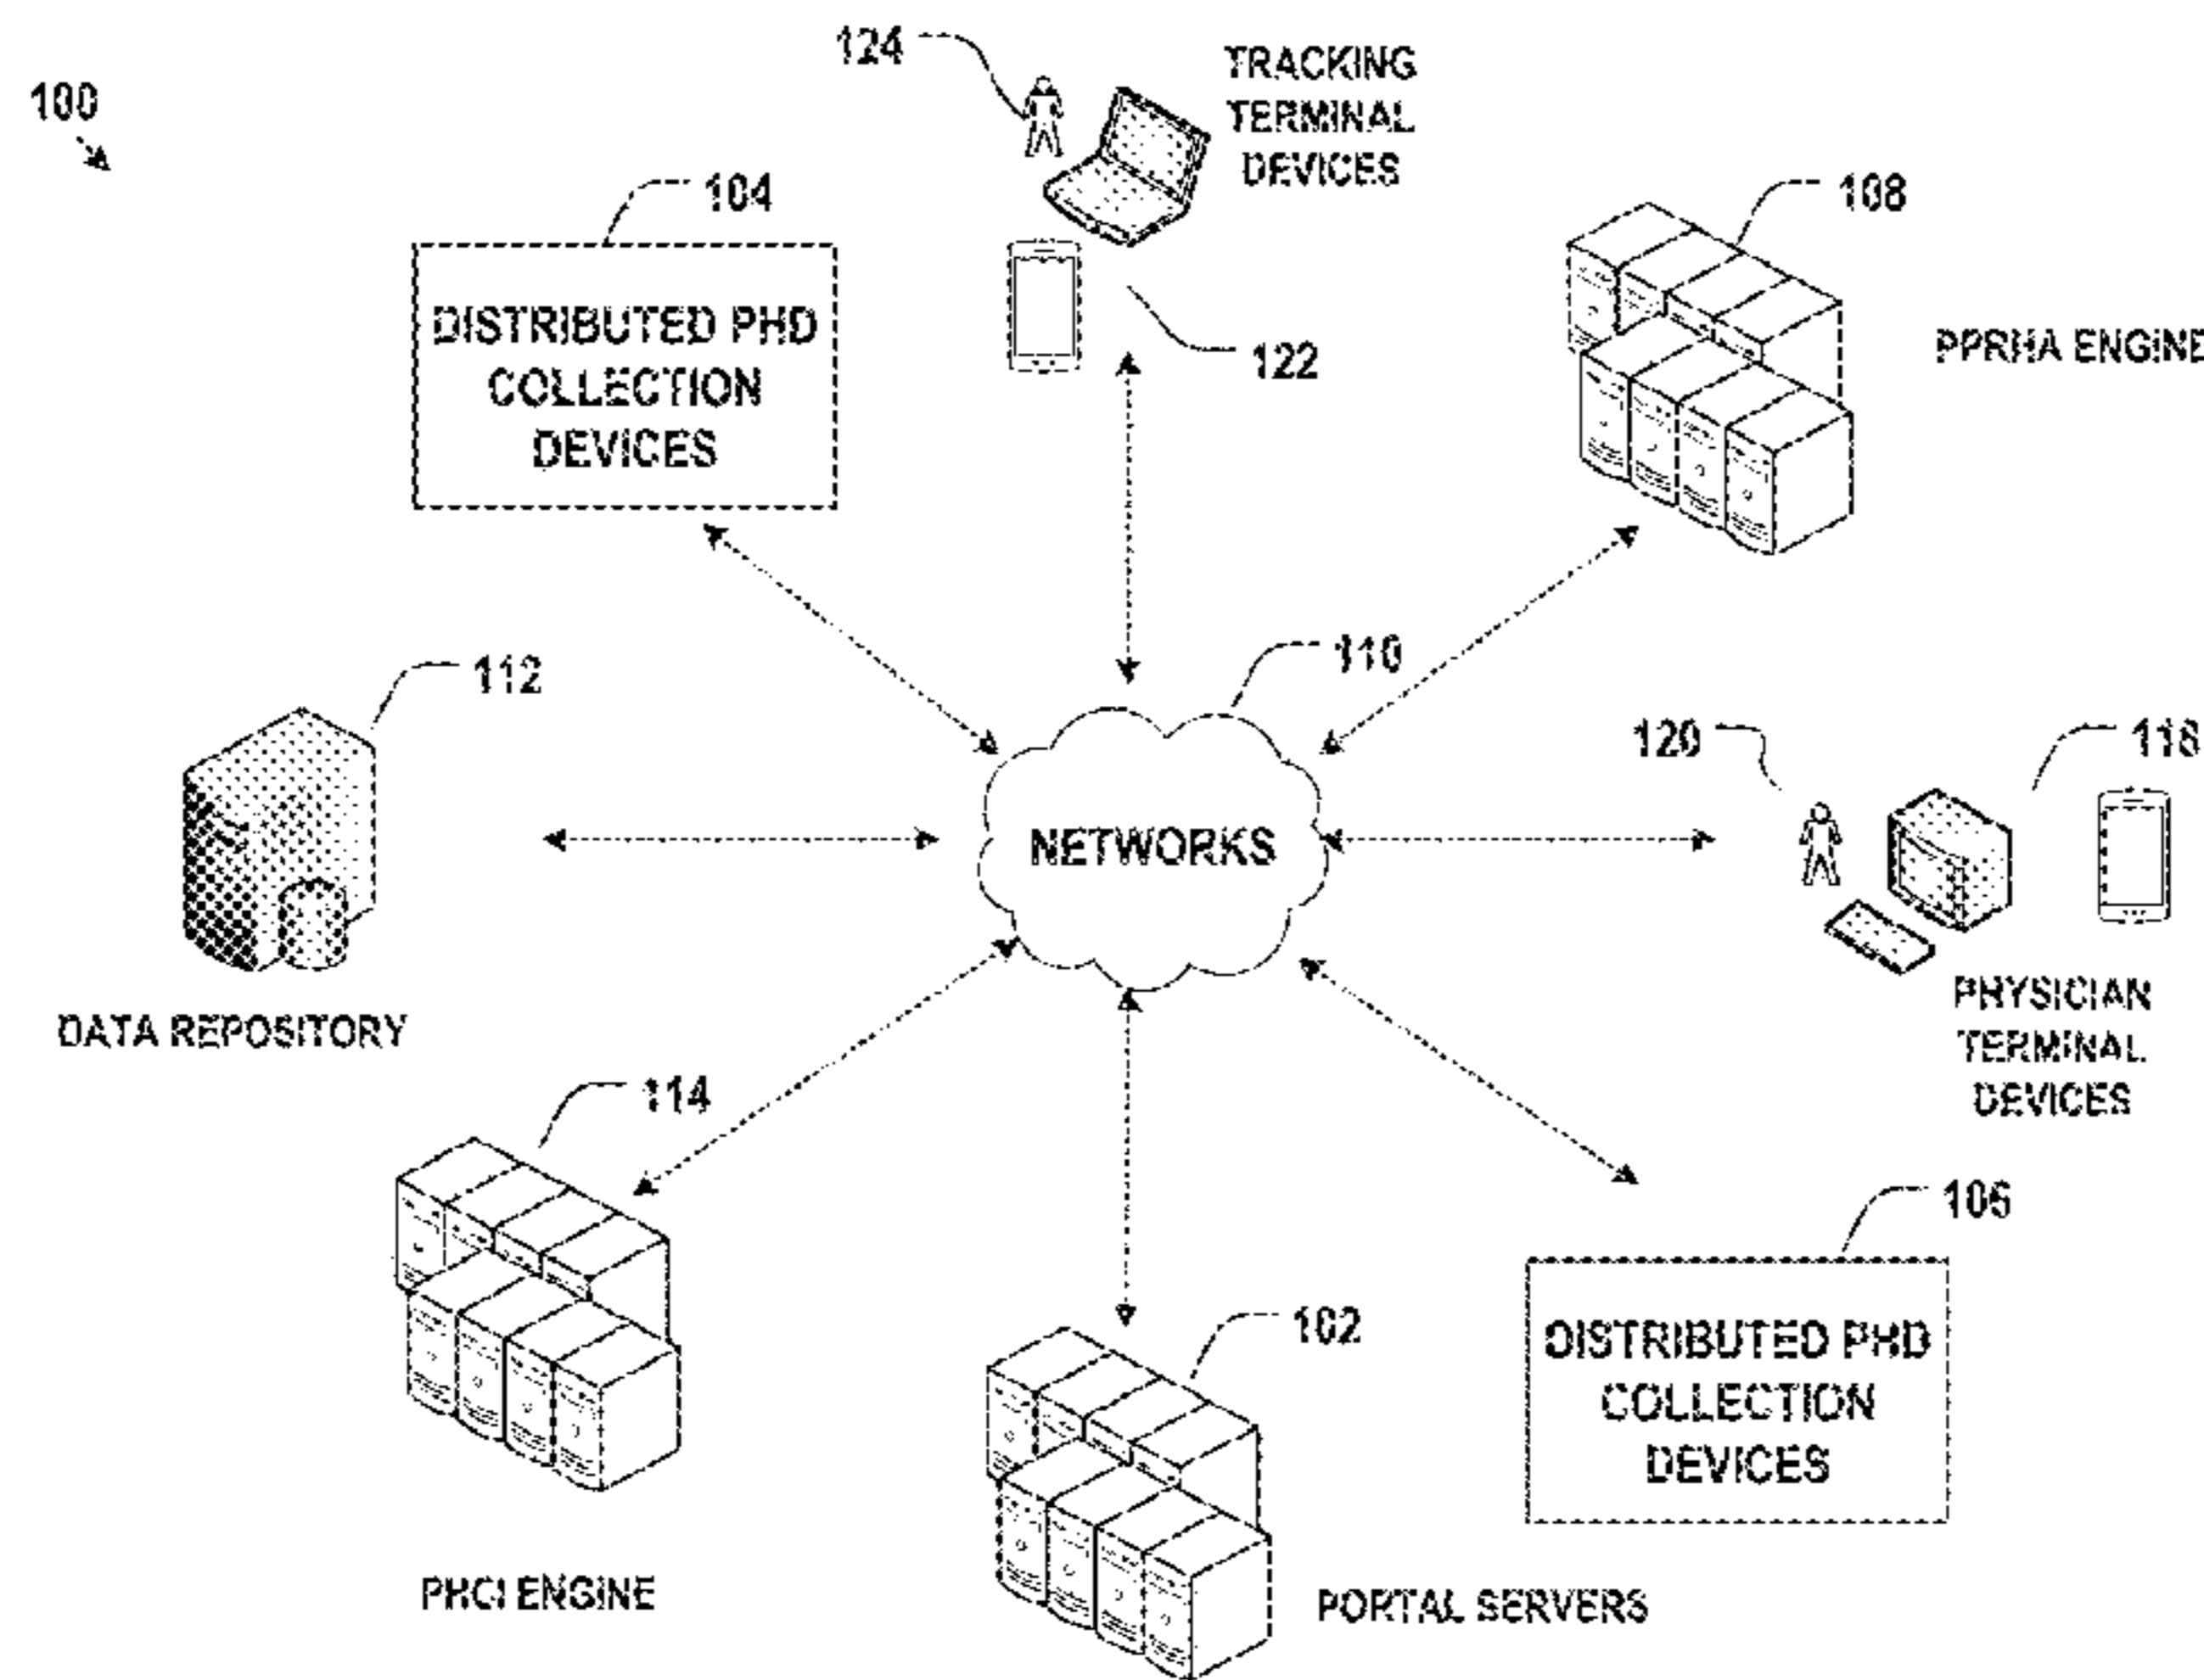 124
TRACKING
TERMINAL
DEVICES
100
104
108
DISTRIBUTED PHD
COLLECTION
DEVICES
122
PPRHA ENGINE
110
112
120
118
NETWORKS
DATA REPOSITORY
PHYSICIAN
TERMINAL
DEVICES
114
106
102
DISTRIBUTED PHD
COLLECTION
DEVICES
PHCI ENGINE
PORTAL SERVERS